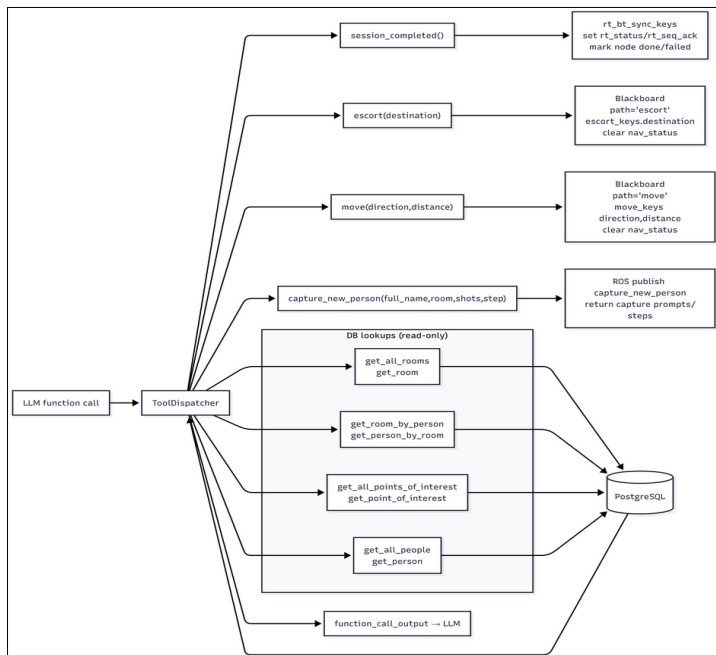 session_completed()
rt_bt_sync_keys
set rt_status/rt_seq_ack
mark node done/failed
escort(destination)
Blackboard
path='escort'
escort_keys.destination
clear nav_status
move(direction,distance)
Blackboard
path='move'
move_keys
direction,distance
clear nav_status
capture_new_person(full_name,room,shots,step)
ROS publish
capture_new_person
return capture prompts/
steps
DB lookups (read-only)
get_all_rooms
get_room
LLM function call
ToolDispatcher
get_room_by_person
get_person_by_room
get_all_points_of_interest
get_point_of_interest
PostgreSQL
get_all_people
get_person
function_call_output → LLM